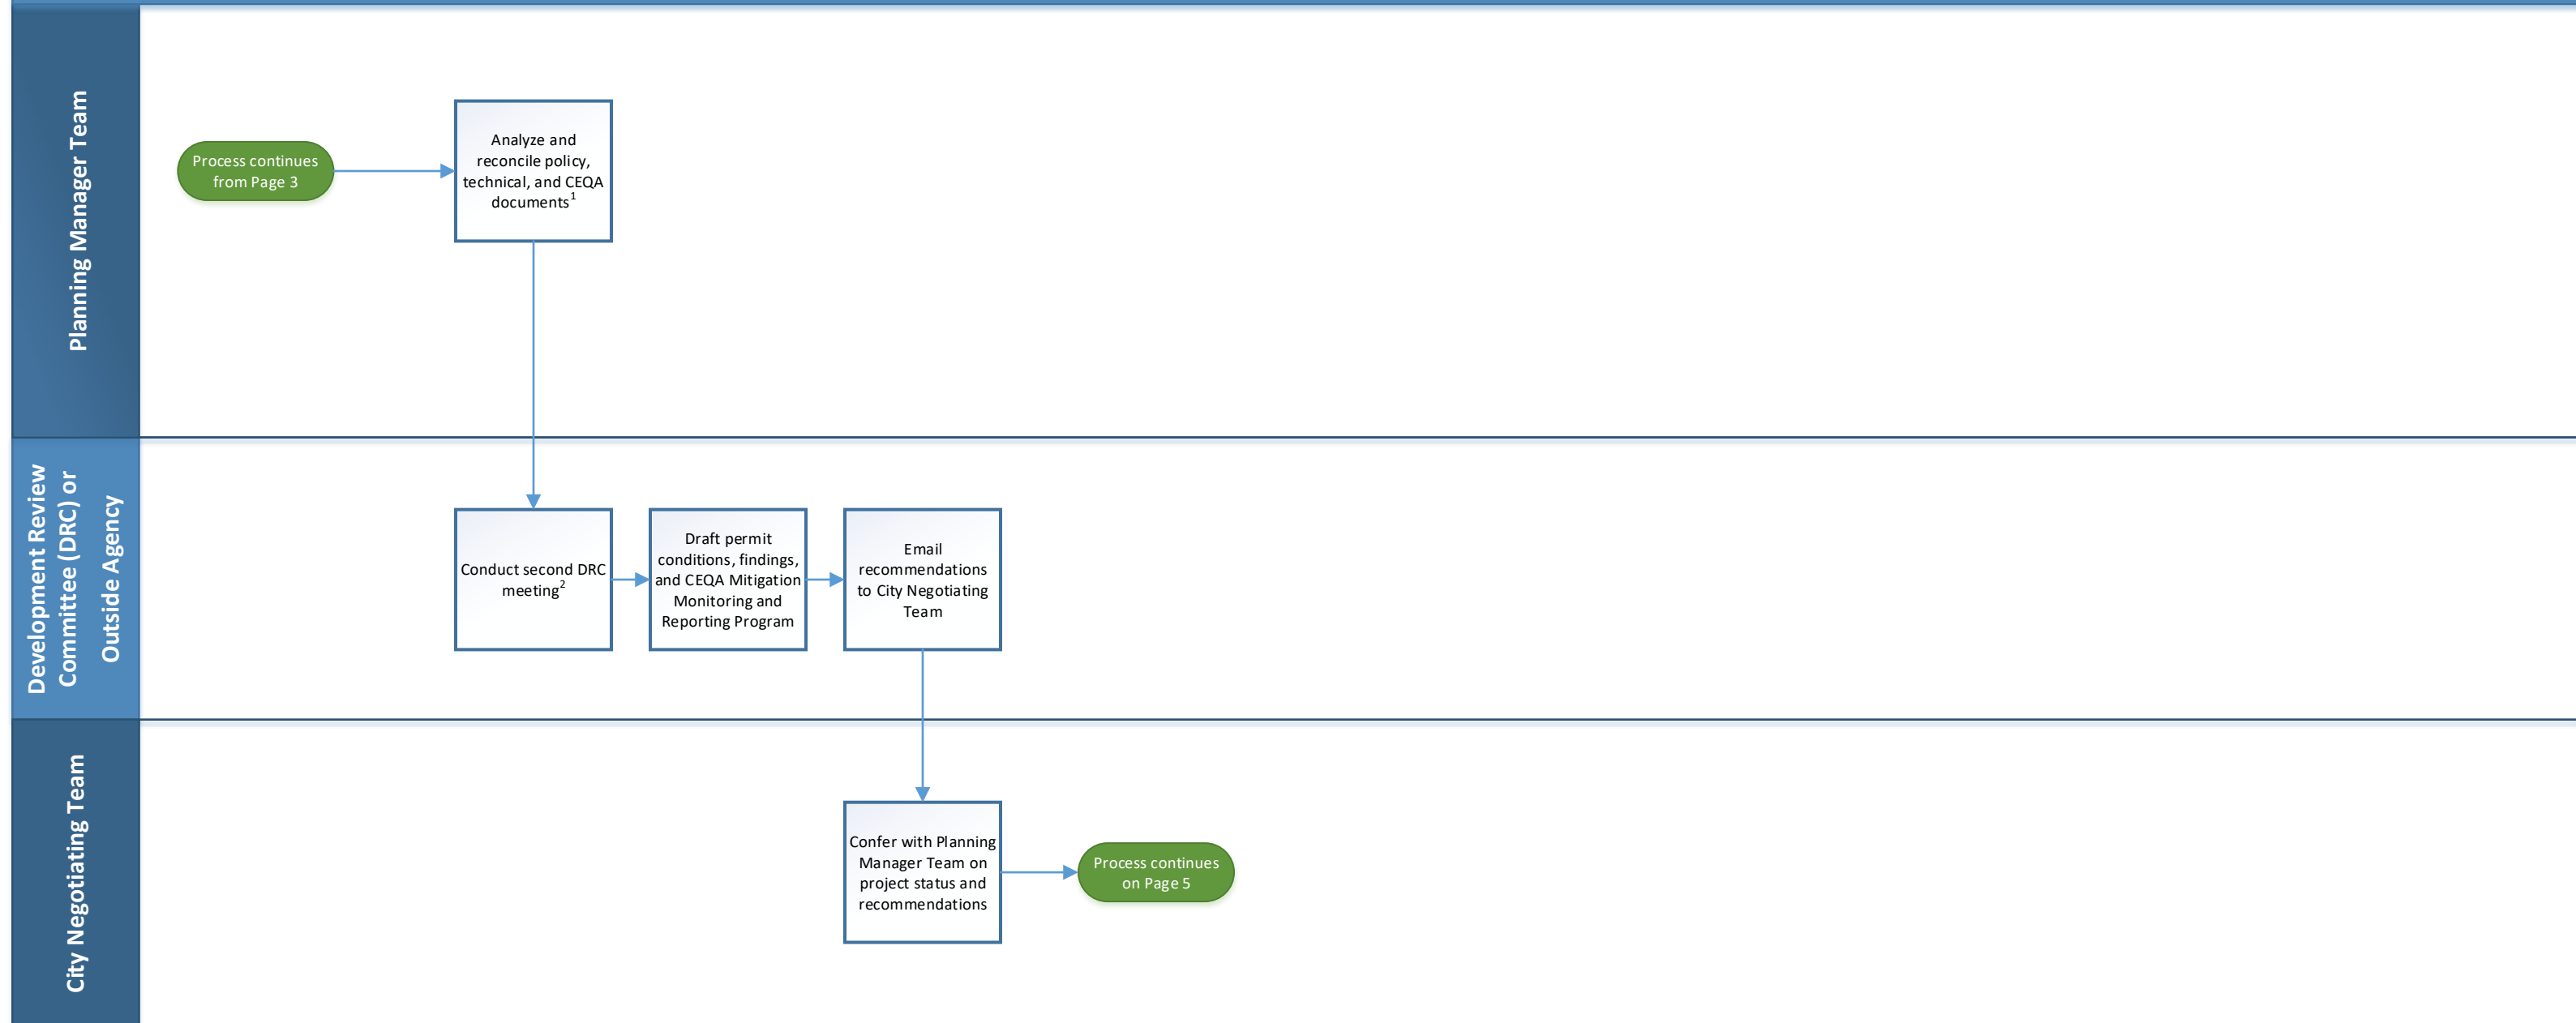 Planning Manager Team
Process continues
from Page 3
Analyze and
reconcile policy,
technical, and CEQA
documents1
Development Review
Committee (DRC) or
Outside Agency
Conduct second DRC
meeting2
Draft permit
conditions, findings,
and CEQA Mitigation
Monitoring and
Reporting Program
Email
recommendations
to City Negotiating
Team
City Negotiating Team
Confer with Planning
Manager Team on
project status and
recommendations
Process continues
on Page 5